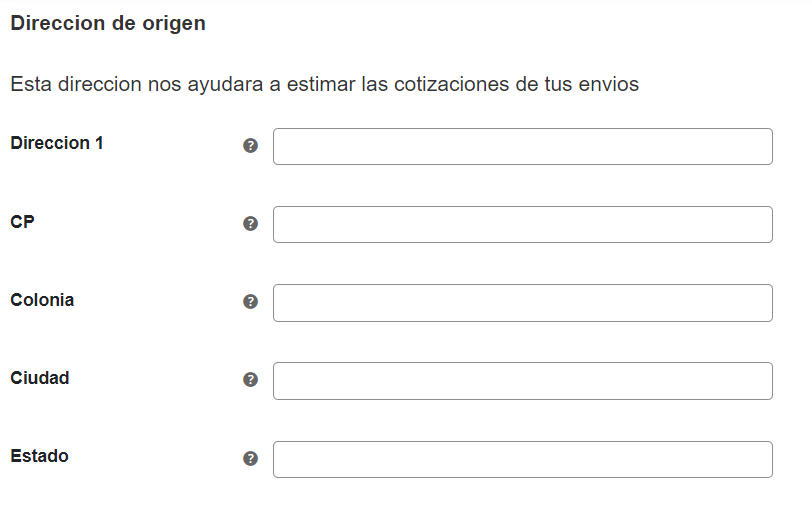 Direccion de origen
Esta direccion nos ayudara a estimar las cotizaciones de tus envios
Direccion 1 ?
CP ?
Colonia ?
Ciudad ?
Estado ?